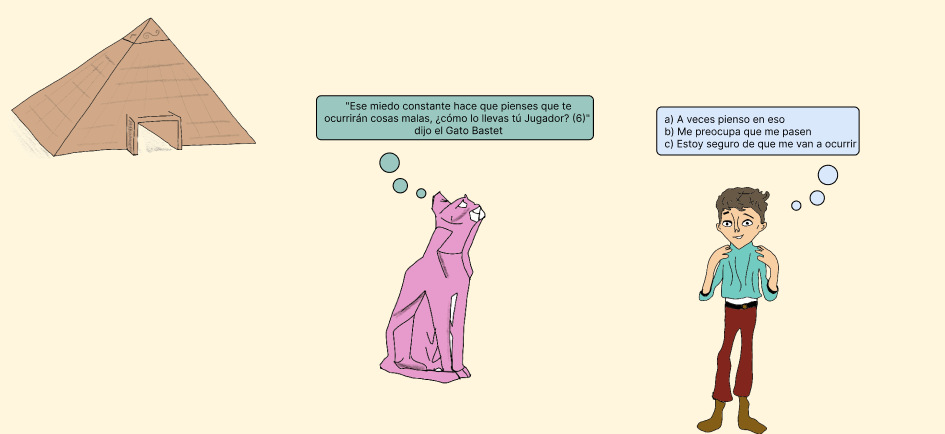 "Ese miedo constante hace que pienses que te
ocurrirán cosas malas, ¿cómo lo llevas tú Jugador? (6)"
dijo el Gato Bastet
a) A veces pienso en eso
b) Me preocupa que me pasen
c) Estoy seguro de que me van a ocurrir